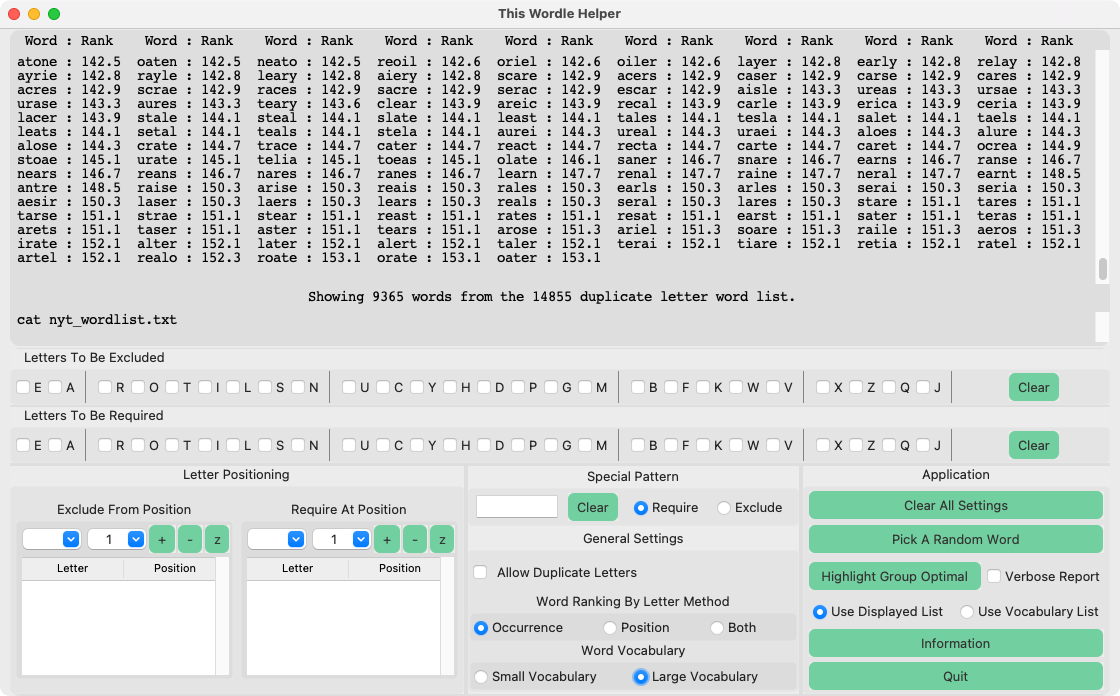 This Wordle Helper
Word : Rank Word : Rank Word : Rank Word : Rank Word : Rank Word : Rank Word : Rank Word : Rank Word : Rank
atone : 142.5 oaten : 142.5 neato : 142.5 reoil : 142.6 oriel : 142.6 oiler : 142.6 layer : 142.8 early : 142.8 relay : 142.8
ayrie : 142.8 rayle : 142.8 leary : 142.8 aiery : 142.8 scare : 142.9 acers : 142.9 caser : 142.9 carse : 142.9 cares : 142.9
acres : 142.9 scrae : 142.9 races : 142.9 sacre : 142.9 serac : 142.9 escar : 142.9 aisle : 143.3 ureas : 143.3 ursae : 143.3
urase : 143.3 aures : 143.3 teary : 143.6 clear : 143.9 areic : 143.9 recal : 143.9 carle : 143.9 erica : 143.9 ceria : 143.9
lacer : 143.9 stale : 144.1 steal : 144.1 slate : 144.1 least : 144.1 tales : 144.1 tesla : 144.1 salet : 144.1 taels : 144.1
leats : 144.1 setal : 144.1 teals : 144.1 stela : 144.1 aurei : 144.3 ureal : 144.3 uraei : 144.3 aloes : 144.3 alure : 144.3
alose : 144.3 crate : 144.7 trace : 144.7 cater : 144.7 react : 144.7 recta : 144.7 carte : 144.7 caret : 144.7 ocrea : 144.9
stoae : 145.1 urate : 145.1 telia : 145.1 toeas : 145.1 olate : 146.1 saner : 146.7 snare : 146.7 earns : 146.7 ranse : 146.7
nears : 146.7 reans : 146.7 nares : 146.7 ranes : 146.7 learn : 147.7 renal : 147.7 raine : 147.7 neral : 147.7 earnt : 148.5
antre : 148.5 raise : 150.3 arise : 150.3 reais : 150.3 rales : 150.3 earls : 150.3 arles : 150.3 serai : 150.3 seria : 150.3
aesir : 150.3 laser : 150.3 laers : 150.3 lears : 150.3 reals : 150.3 seral : 150.3 lares : 150.3 stare : 151.1 tares : 151.1
tarse : 151.1 strae : 151.1 stear : 151.1 reast : 151.1 rates : 151.1 resat : 151.1 earst : 151.1 sater : 151.1 teras : 151.1
arets : 151.1 taser : 151.1 aster : 151.1 tears : 151.1 arose : 151.3 ariel : 151.3 soare : 151.3 raile : 151.3 aeros : 151.3
irate : 152.1 alter : 152.1 later : 152.1 alert : 152.1 taler : 152.1 terai : 152.1 tiare : 152.1 retia : 152.1 ratel : 152.1
artel : 152.1 realo : 152.3 roate : 153.1 orate : 153.1 oater : 153.1
Showing 9365 words from the 14855 duplicate letter word list.
cat nyt_wordlist.txt
Letters To Be Excluded
E A R O T I L S N U C Y H D P G M B F K W V X Z Q J Clear
Letters To Be Required
E A R O T I L S N U C Y H D P G M B F K W V X Z Q J Clear
Letter Positioning
Exclude From Position Require At Position
1 + - z 1 + - z
Letter Position Letter Position
Special Pattern
Clear Require Exclude
General Settings
Allow Duplicate Letters
Word Ranking By Letter Method
Occurrence Position Both
Word Vocabulary
Small Vocabulary Large Vocabulary
Application
Clear All Settings
Pick A Random Word
Highlight Group Optimal Verbose Report
Use Displayed List Use Vocabulary List
Information
Quit